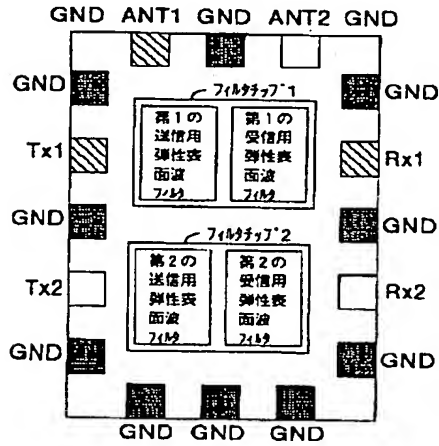 GND ANT1 GND ANT2 GND
GND
GND
フィルタチップ1
第1の
送信用
弾性表
面波
フィルタ
第1の
受信用
弾性表
面波
フィルタ
Tx1
Rx1
GND
GND
フィルタチップ2
第2の
送信用
弾性表
面波
フィルタ
第2の
受信用
弾性表
面波
フィルタ
Tx2
Rx2
GND
GND
GND GND GND